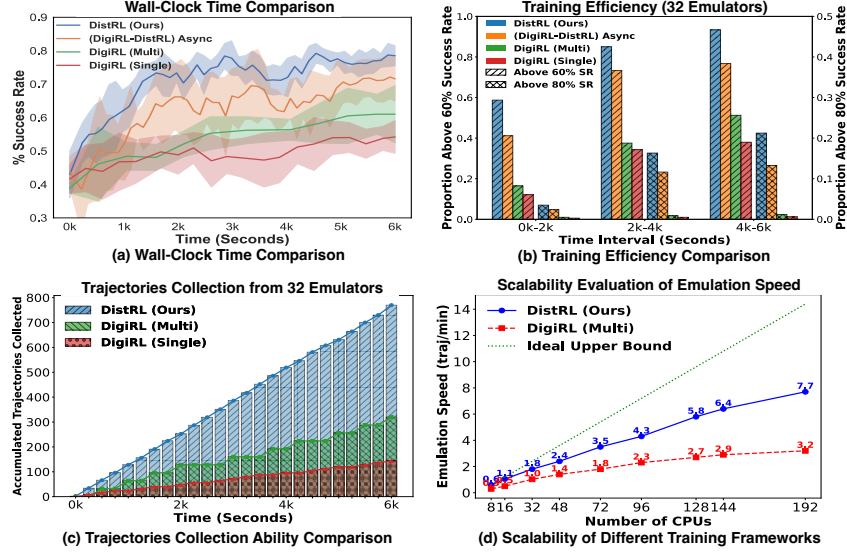 Wall-Clock Time Comparison
% Success Rate
0.8
0.7
0.6
0.5
0.4
0.3
DistRL (Ours)
(DigiRL-DistRL) Async
DigiRL (Multi)
DigiRL (Single)
0k 1k 2k 3k 4k 5k 6k
Time (Seconds)
(a) Wall-Clock Time Comparison
Training Efficiency (32 Emulators)
Proportion Above 60% Success Rate
1.0
0.8
0.6
0.4
0.2
0.0
DistRL (Ours)
(DigiRL-DistRL) Async
DigiRL (Multi)
DigiRL (Single)
Above 60% SR
Above 80% SR
0.5
0.4
0.3
0.2
0.1
0.0
Proportion Above 80% Success Rate
0k-2k 2k-4k 4k-6k
Time Interval (Seconds)
(b) Training Efficiency Comparison
Trajectories Collection from 32 Emulators
Accumulated Trajectories Collected
800
700
600
500
400
300
200
100
0
DistRL (Ours)
DigiRL (Multi)
DigiRL (Single)
0k 2k 4k 6k
Time (Seconds)
(c) Trajectories Collection Ability Comparison
Scalability Evaluation of Emulation Speed
Emulation Speed (traj/min)
14
12
10
8
6
4
2
0
DistRL (Ours)
DigiRL (Multi)
Ideal Upper Bound
1.1 1.8 2.4 3.5 4.3 5.8 6.4 7.7
1.0 1.4 1.8 2.3 2.7 2.9 3.2
8 16 32 48 72 96 128 144 192
Number of CPUs
(d) Scalability of Different Training Frameworks